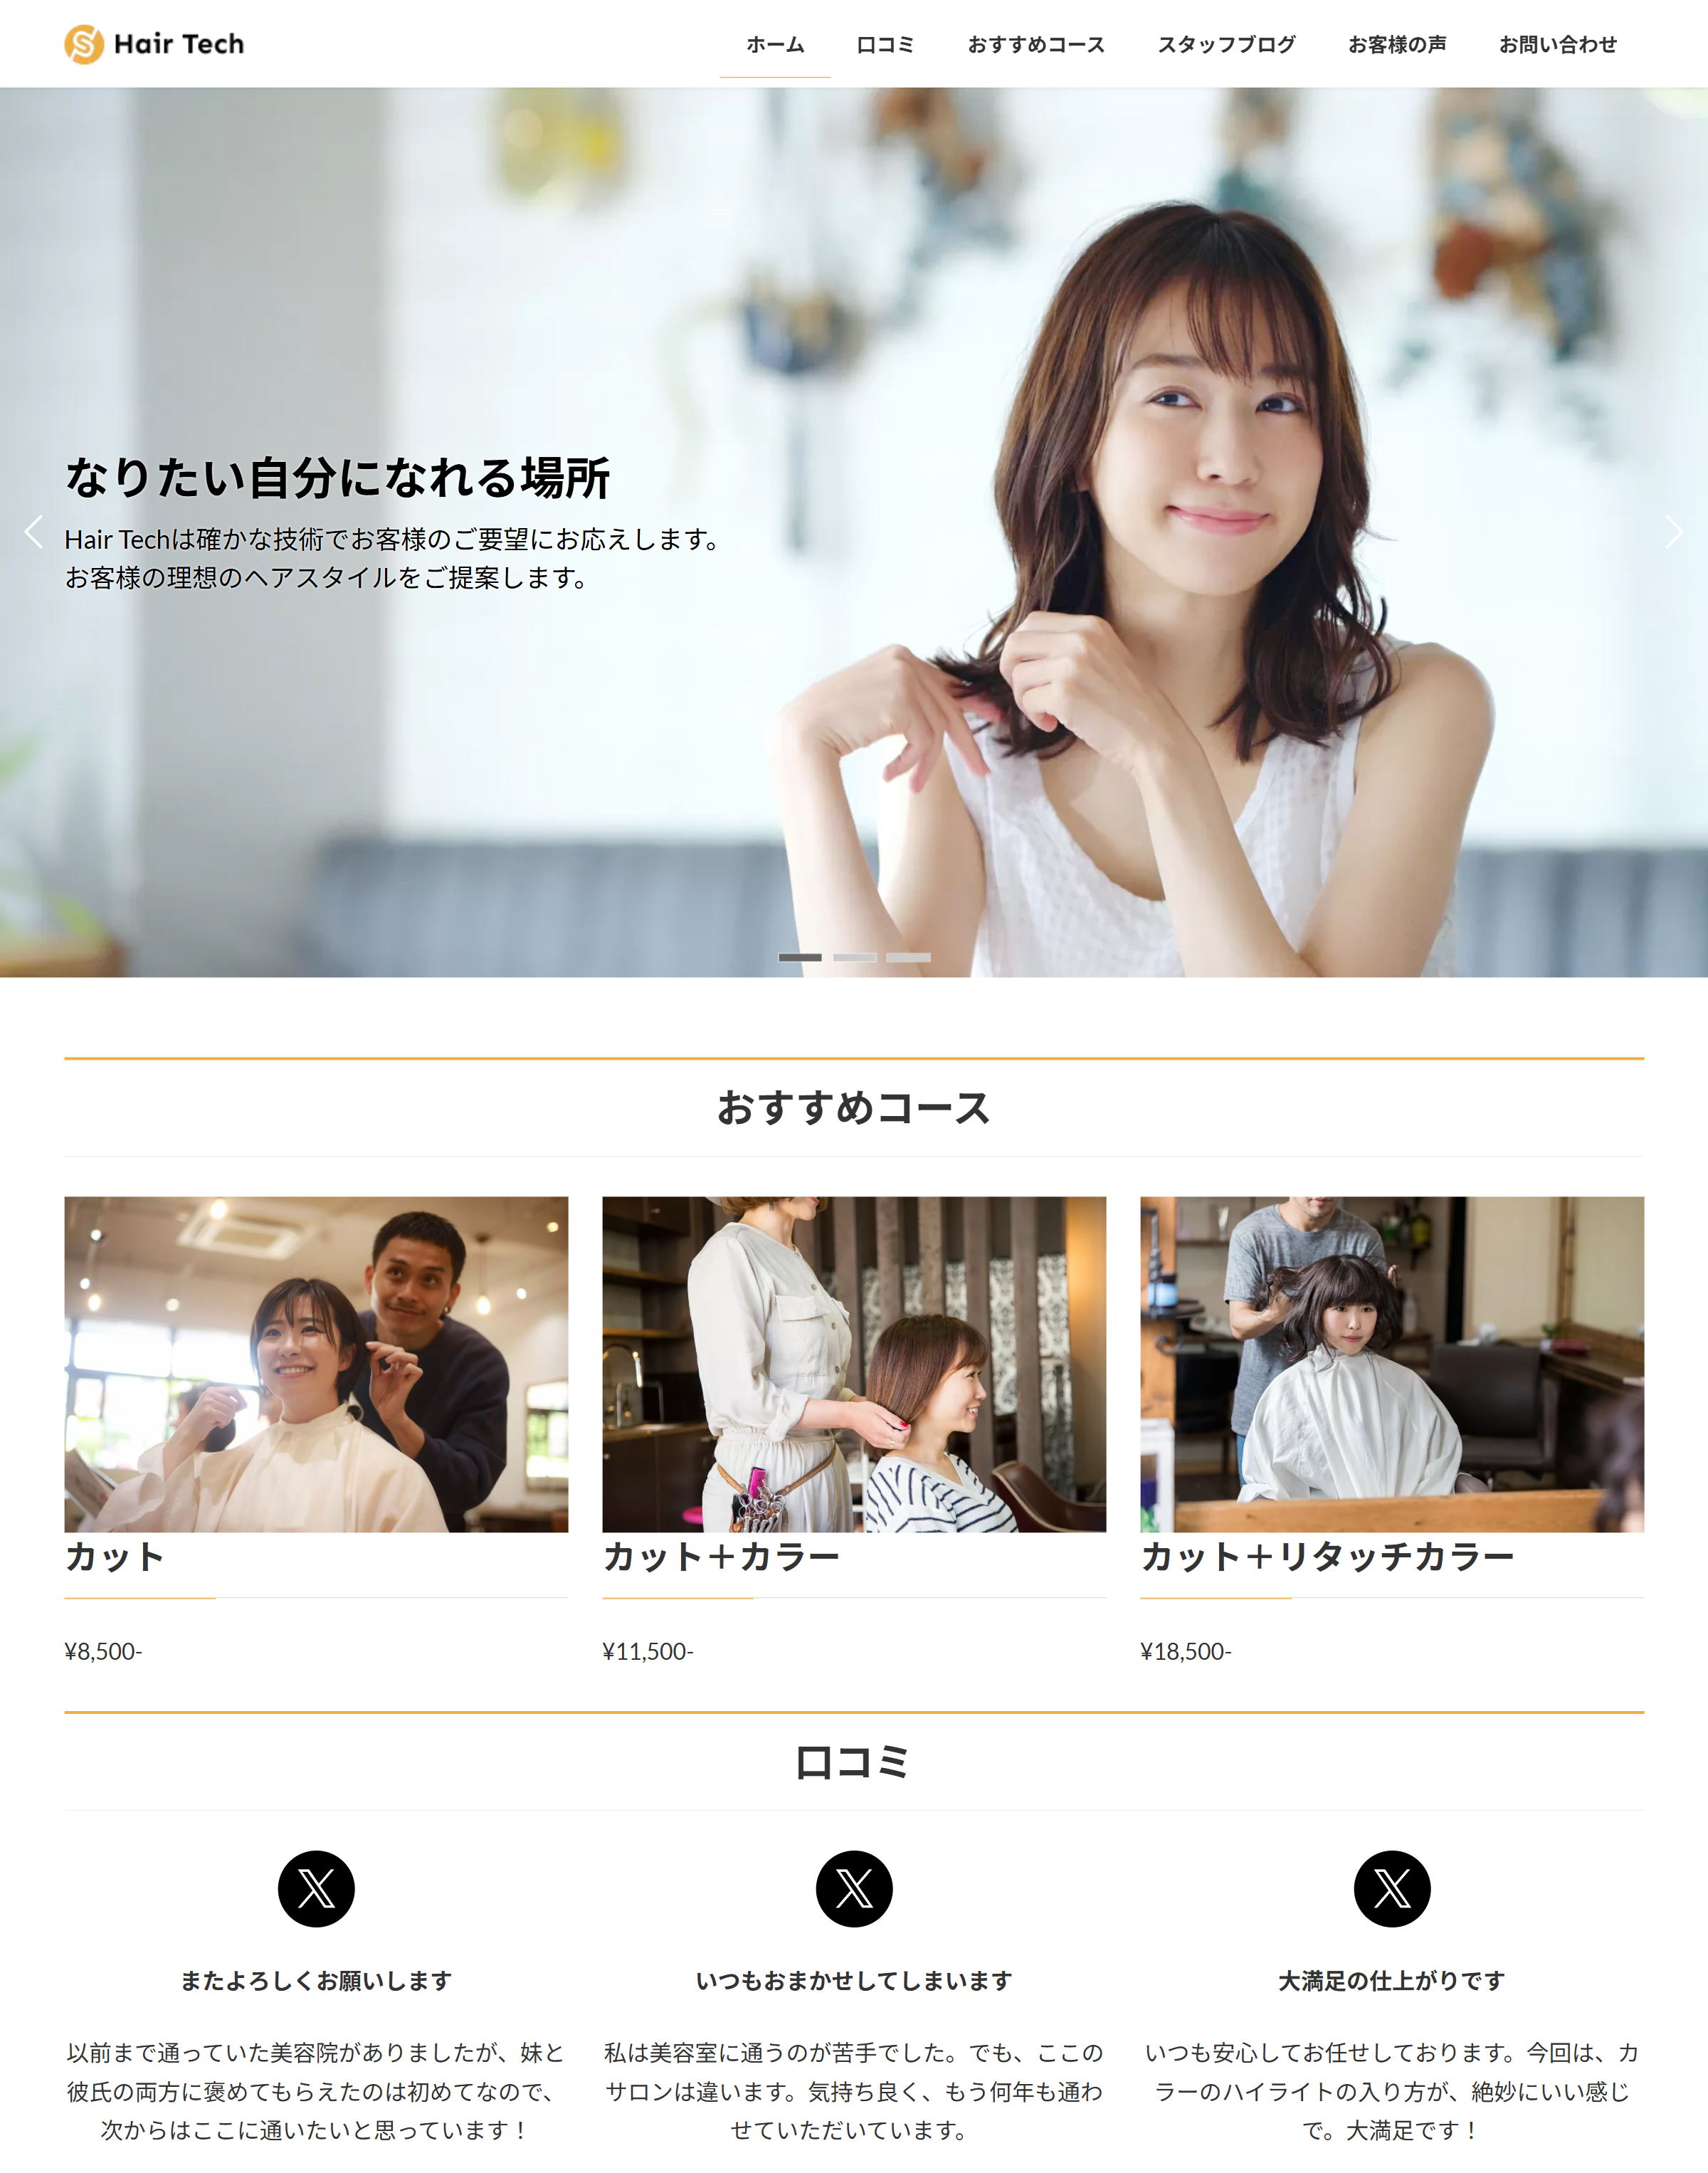 Hair Tech
ホーム
口コミ
おすすめコース
スタッフブログ
お客様の声
お問い合わせ
なりたい自分になれる場所
Hair Techは確かな技術でお客様のご要望にお応えします。
お客様の理想のヘアスタイルをご提案します。
おすすめコース
カット
¥8,500-
カット＋カラー
¥11,500-
カット＋リタッチカラー
¥18,500-
口コミ
またよろしくお願いします
以前まで通っていた美容院がありましたが、妹と
彼氏の両方に褒めてもらえたのは初めてなので、
次からはここに通いたいと思っています！
いつもおまかせしてしまいます
私は美容室に通うのが苦手でした。でも、ここの
サロンは違います。気持ち良く、もう何年も通わ
せていただいています。
大満足の仕上がりです
いつも安心してお任せしております。今回は、カ
ラーのハイライトの入り方が、絶妙にいい感じ
で。大満足です！